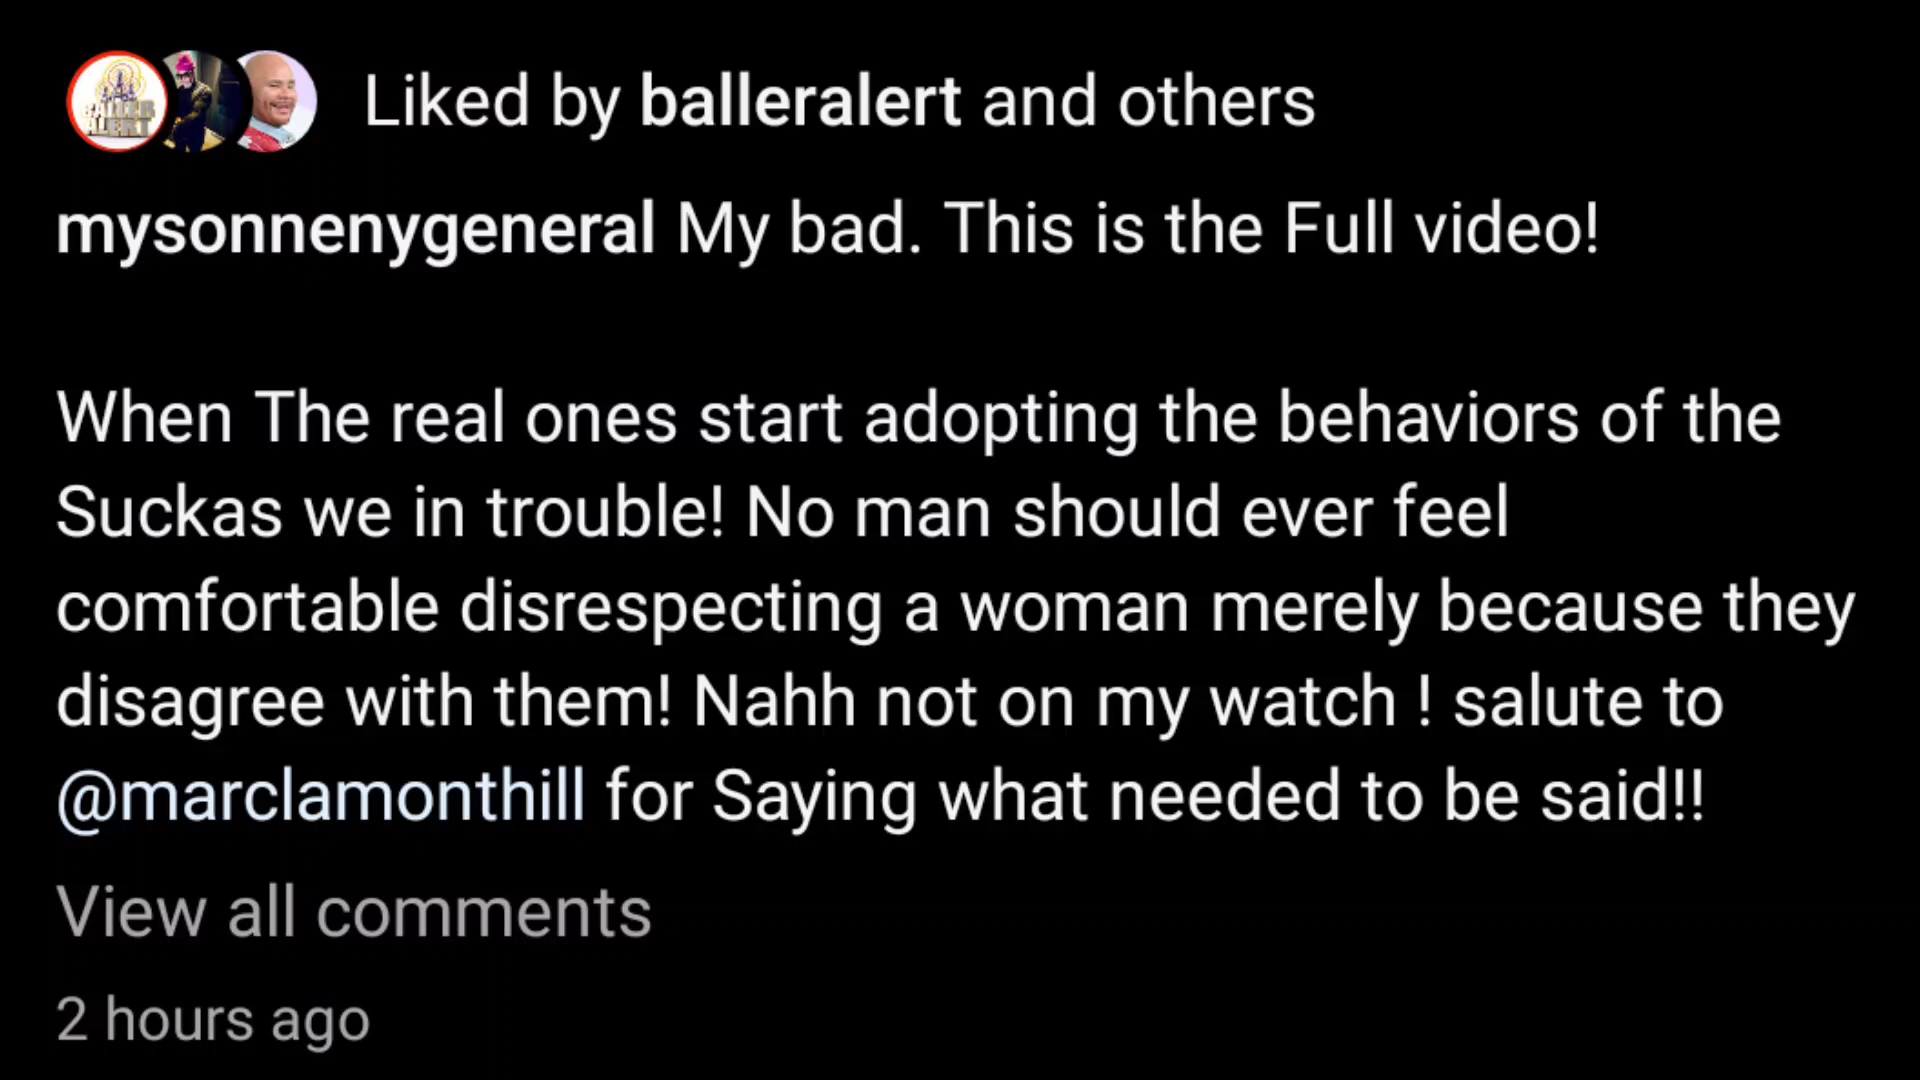 BALLER
ALERT
Liked by balleralert and others
mysonnenygeneral My bad. This is the Full video!
When The real ones start adopting the behaviors of the
Suckas we in trouble! No man should ever feel
comfortable disrespecting a woman merely because they
disagree with them! Nahh not on my watch ! salute to
@marclamonthill for Saying what needed to be said!!
View all comments
2 hours ago